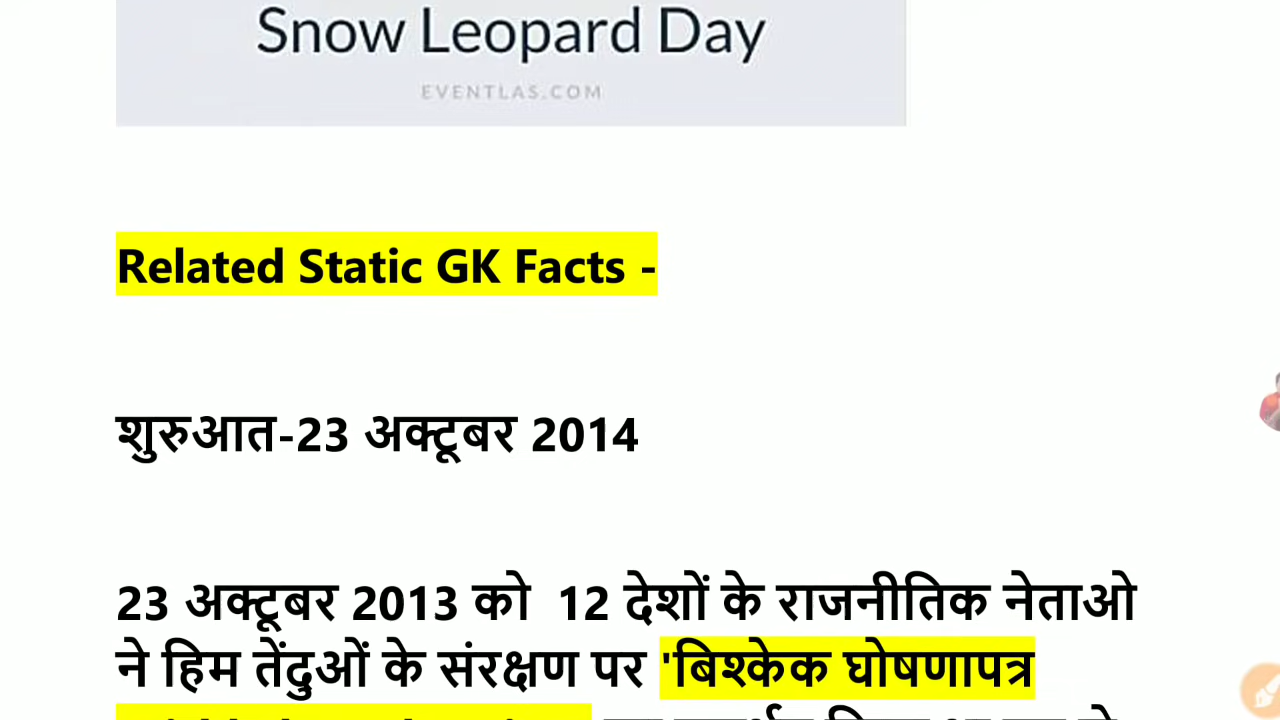 Snow Leopard Day
EVENTLAS.COM
Related Static GK Facts -
शुरुआत-23 अक्टूबर 2014
23 अक्टूबर 2013 को 12 देशों के राजनीतिक नेताओ
ने हिम तेंदुओं के संरक्षण पर 'बिश्केक घोषणापत्र